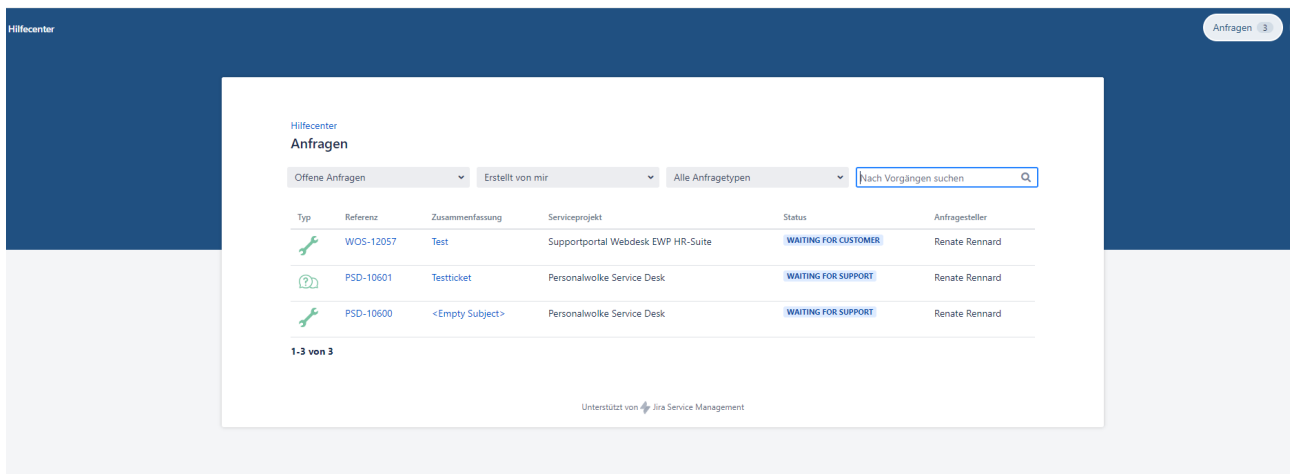 Hilfecenter
Anfragen 3
Hilfecenter
Anfragen
Offene Anfragen Erstellt von mir Alle Anfragetypen Nach Vorgängen suchen
Typ Referenz Zusammenfassung Serviceprojekt Status Anfragesteller
WOS-12057 Test Supportportal Webdesk EWP HR-Suite WAITING FOR CUSTOMER Renate Rennard
PSD-10601 Testticket Personalwolke Service Desk WAITING FOR SUPPORT Renate Rennard
PSD-10600 <Empty Subject> Personalwolke Service Desk WAITING FOR SUPPORT Renate Rennard
1-3 von 3
Unterstützt von Jira Service Management